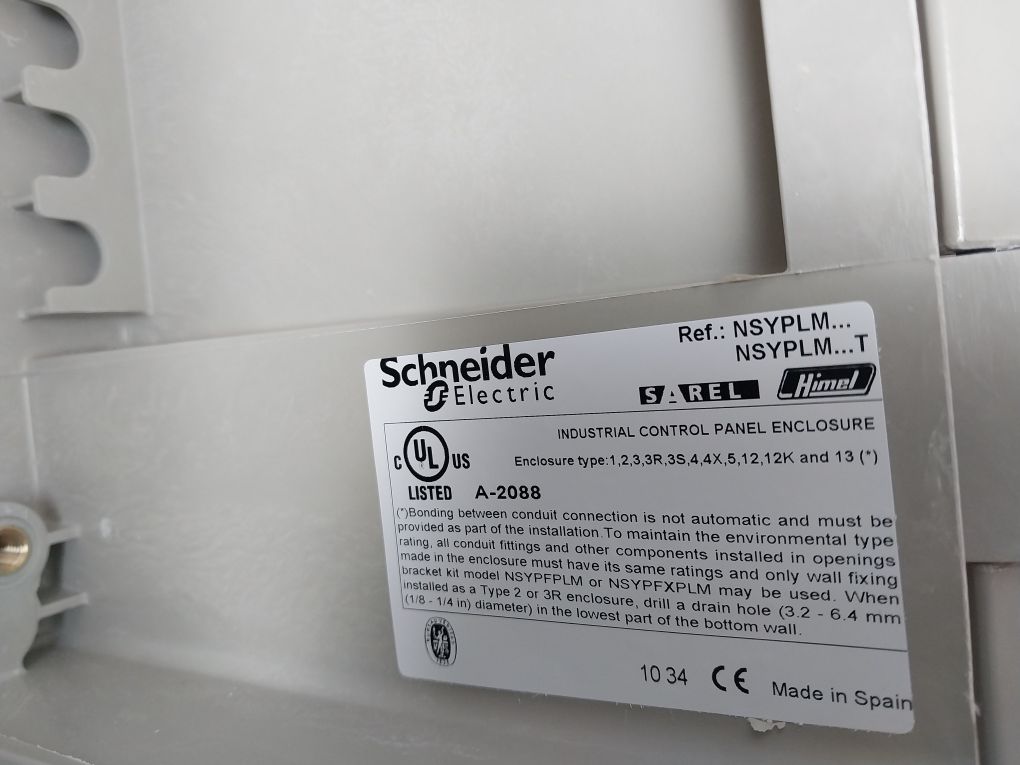 Schneider Electric
Ref.: NSYPLM...
NSYPLM...T
SAREL
Himel
c UL US
LISTED A-2088
INDUSTRIAL CONTROL PANEL ENCLOSURE
Enclosure type:1,2,3,3R,3S,4,4X,5,12,12K and 13 (*)
(*)Bonding between conduit connection is not automatic and must be
provided as part of the installation.To maintain the environmental type
rating, all conduit fittings and other components installed in openings
made in the enclosure must have its same ratings and only wall fixing
bracket kit model NSYPFPLM or NSYPFXPLM may be used. When
installed as a Type 2 or 3R enclosure, drill a drain hole (3.2 - 6.4 mm
(1/8 - 1/4 in) diameter) in the lowest part of the bottom wall.
10 34 CE Made in Spain